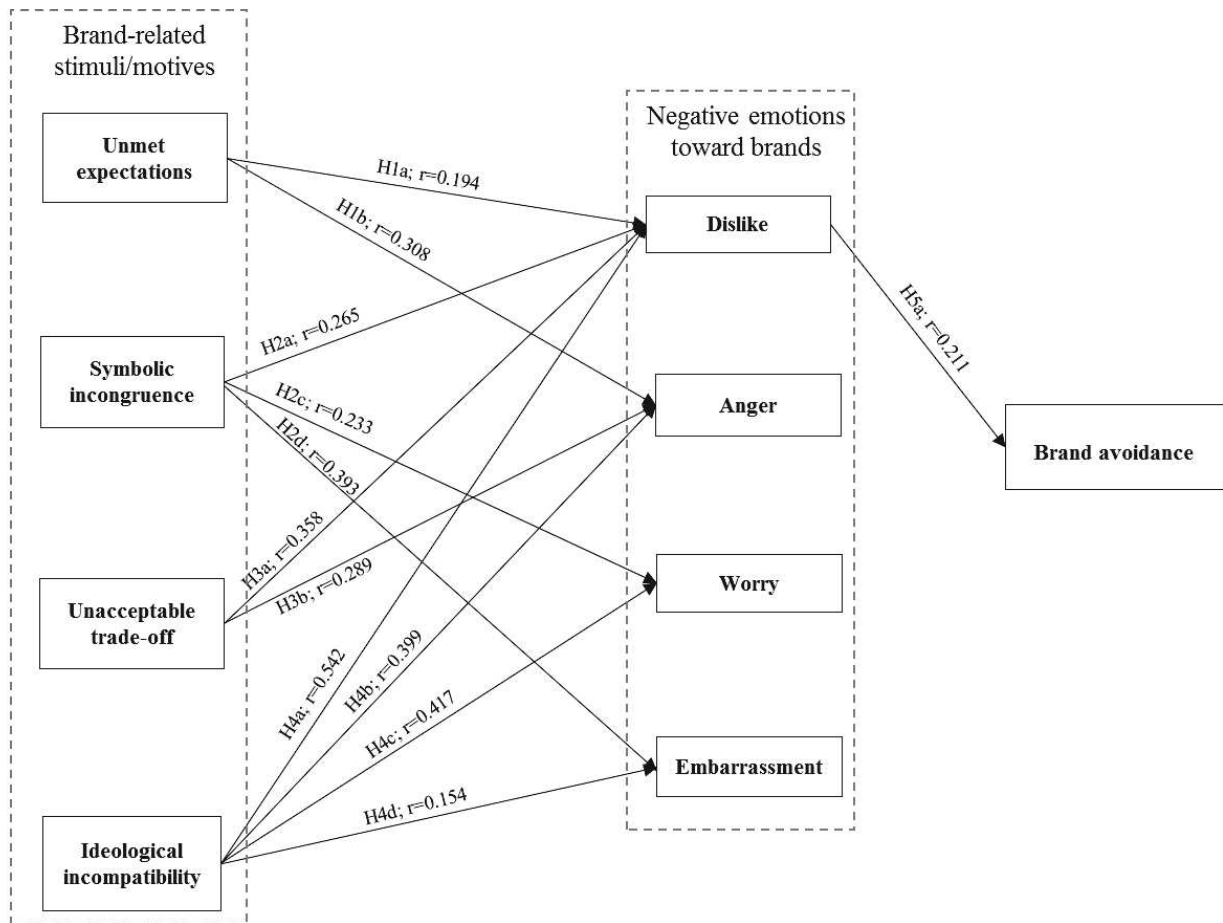 Brand-related
stimuli/motives
Unmet
expectations
Symbolic
incongruence
Unacceptable
trade-off
Ideological
incompatibility
H1a; r=0.194
H1b; r=0.308
H2a; r=0.265
H2c; r=0.233
H2d; r=0.393
H3a; r=0.358
H3b; r=0.289
H4a; r=0.542
H4b; r=0.399
H4c; r=0.417
H4d; r=0.154
Negative emotions
toward brands
Dislike
Anger
Worry
Embarrassment
H5a; r=0.211
Brand avoidance